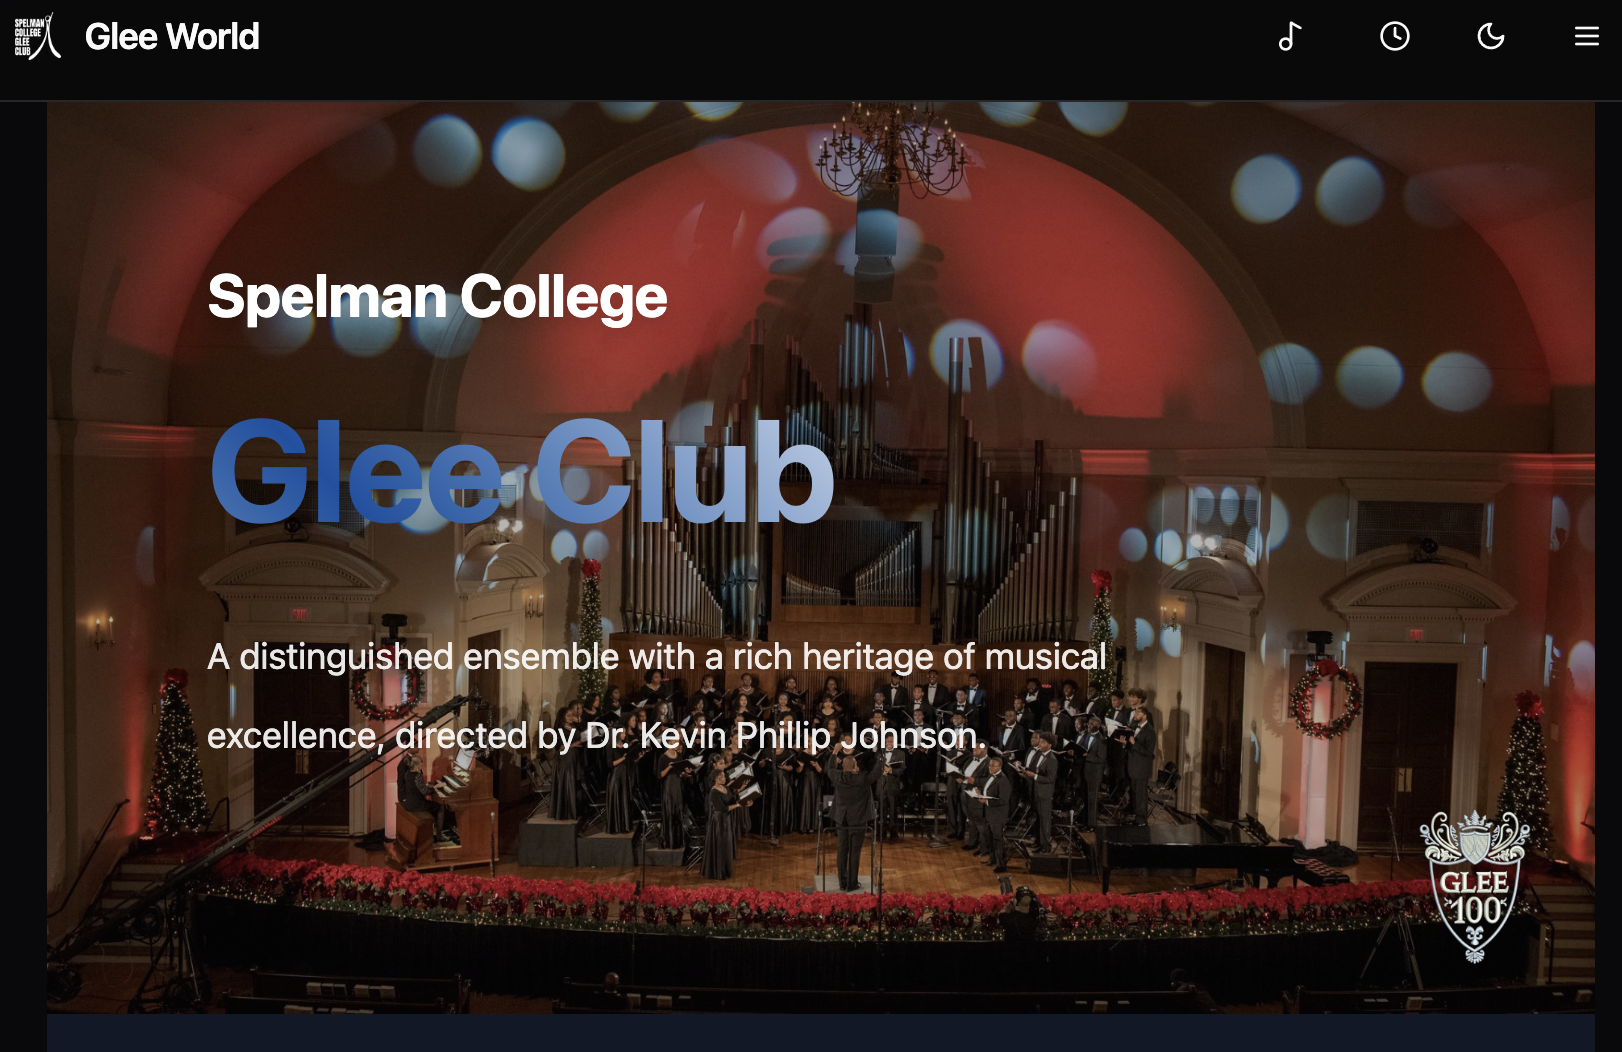 SPELMAN
COLLEGE
GLEE
CLUB
Glee World
Spelman College
Glee Club
A distinguished ensemble with a rich heritage of musical
excellence, directed by Dr. Kevin Phillip Johnson.
GLEE
100